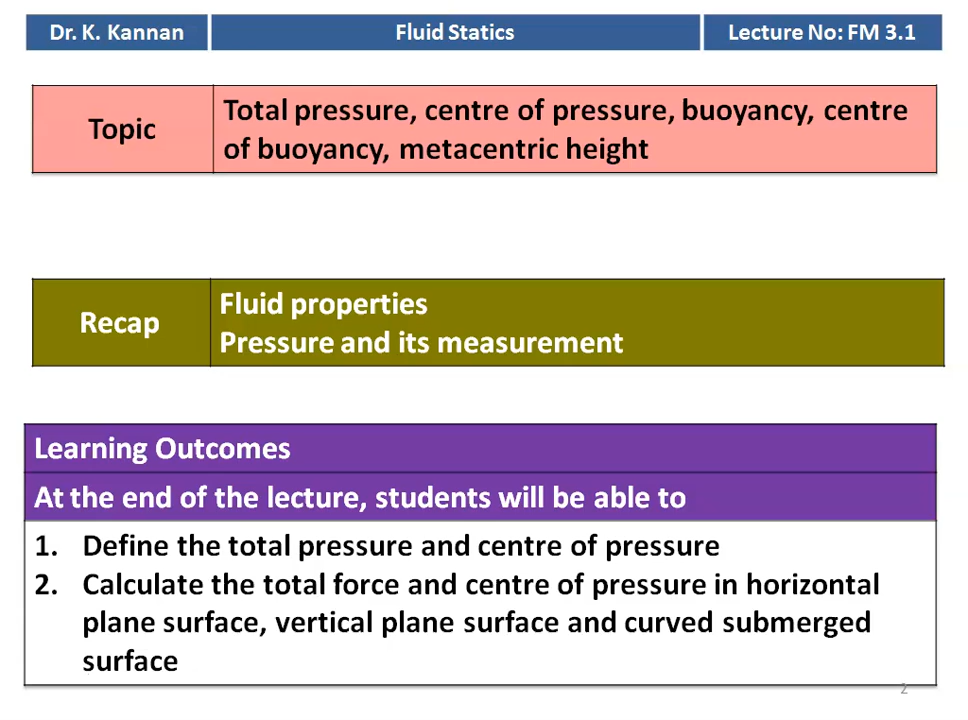 Dr. K. Kannan
Fluid Statics
Lecture No: FM 3.1
Topic
Total pressure, centre of pressure, buoyancy, centre
of buoyancy, metacentric height
Recap
Fluid properties
Pressure and its measurement
Learning Outcomes
At the end of the lecture, students will be able to
1. Define the total pressure and centre of pressure
2. Calculate the total force and centre of pressure in horizontal
plane surface, vertical plane surface and curved submerged
surface
2